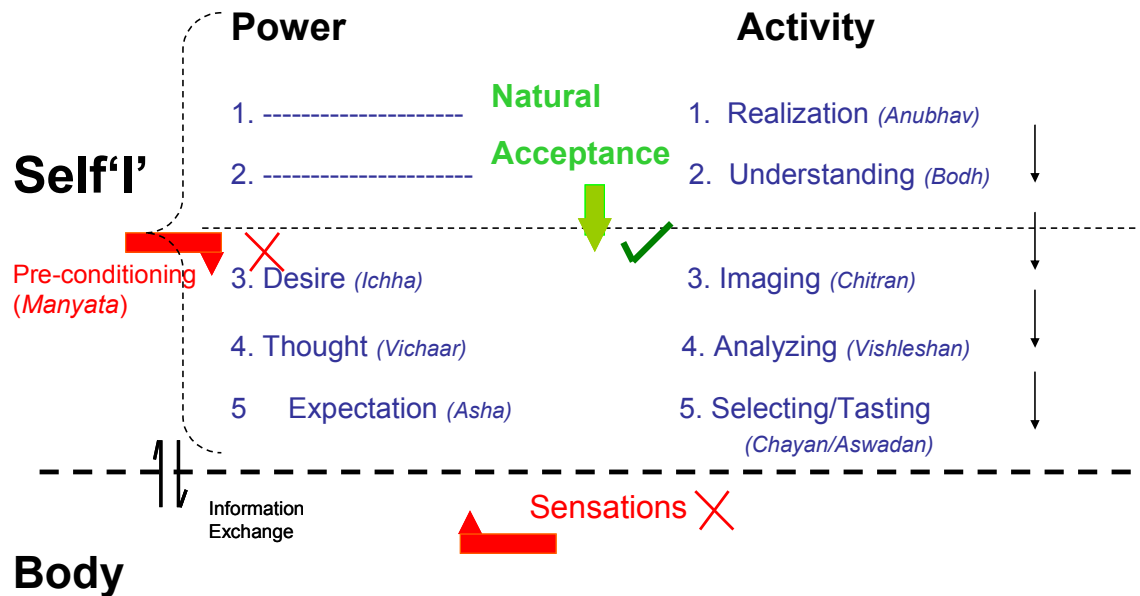 Power
Activity
Natural
Acceptance
1. ---------------------
1. Realization (Anubhav)
2. ----------------------
2. Understanding (Bodh)
Self'I'
Pre-conditioning
(Manyata)
3. Desire (Ichha)
3. Imaging (Chitran)
4. Thought (Vichaar)
4. Analyzing (Vishleshan)
5 Expectation (Asha)
5. Selecting/Tasting
(Chayan/Aswadan)
Information
Exchange
Sensations
Body